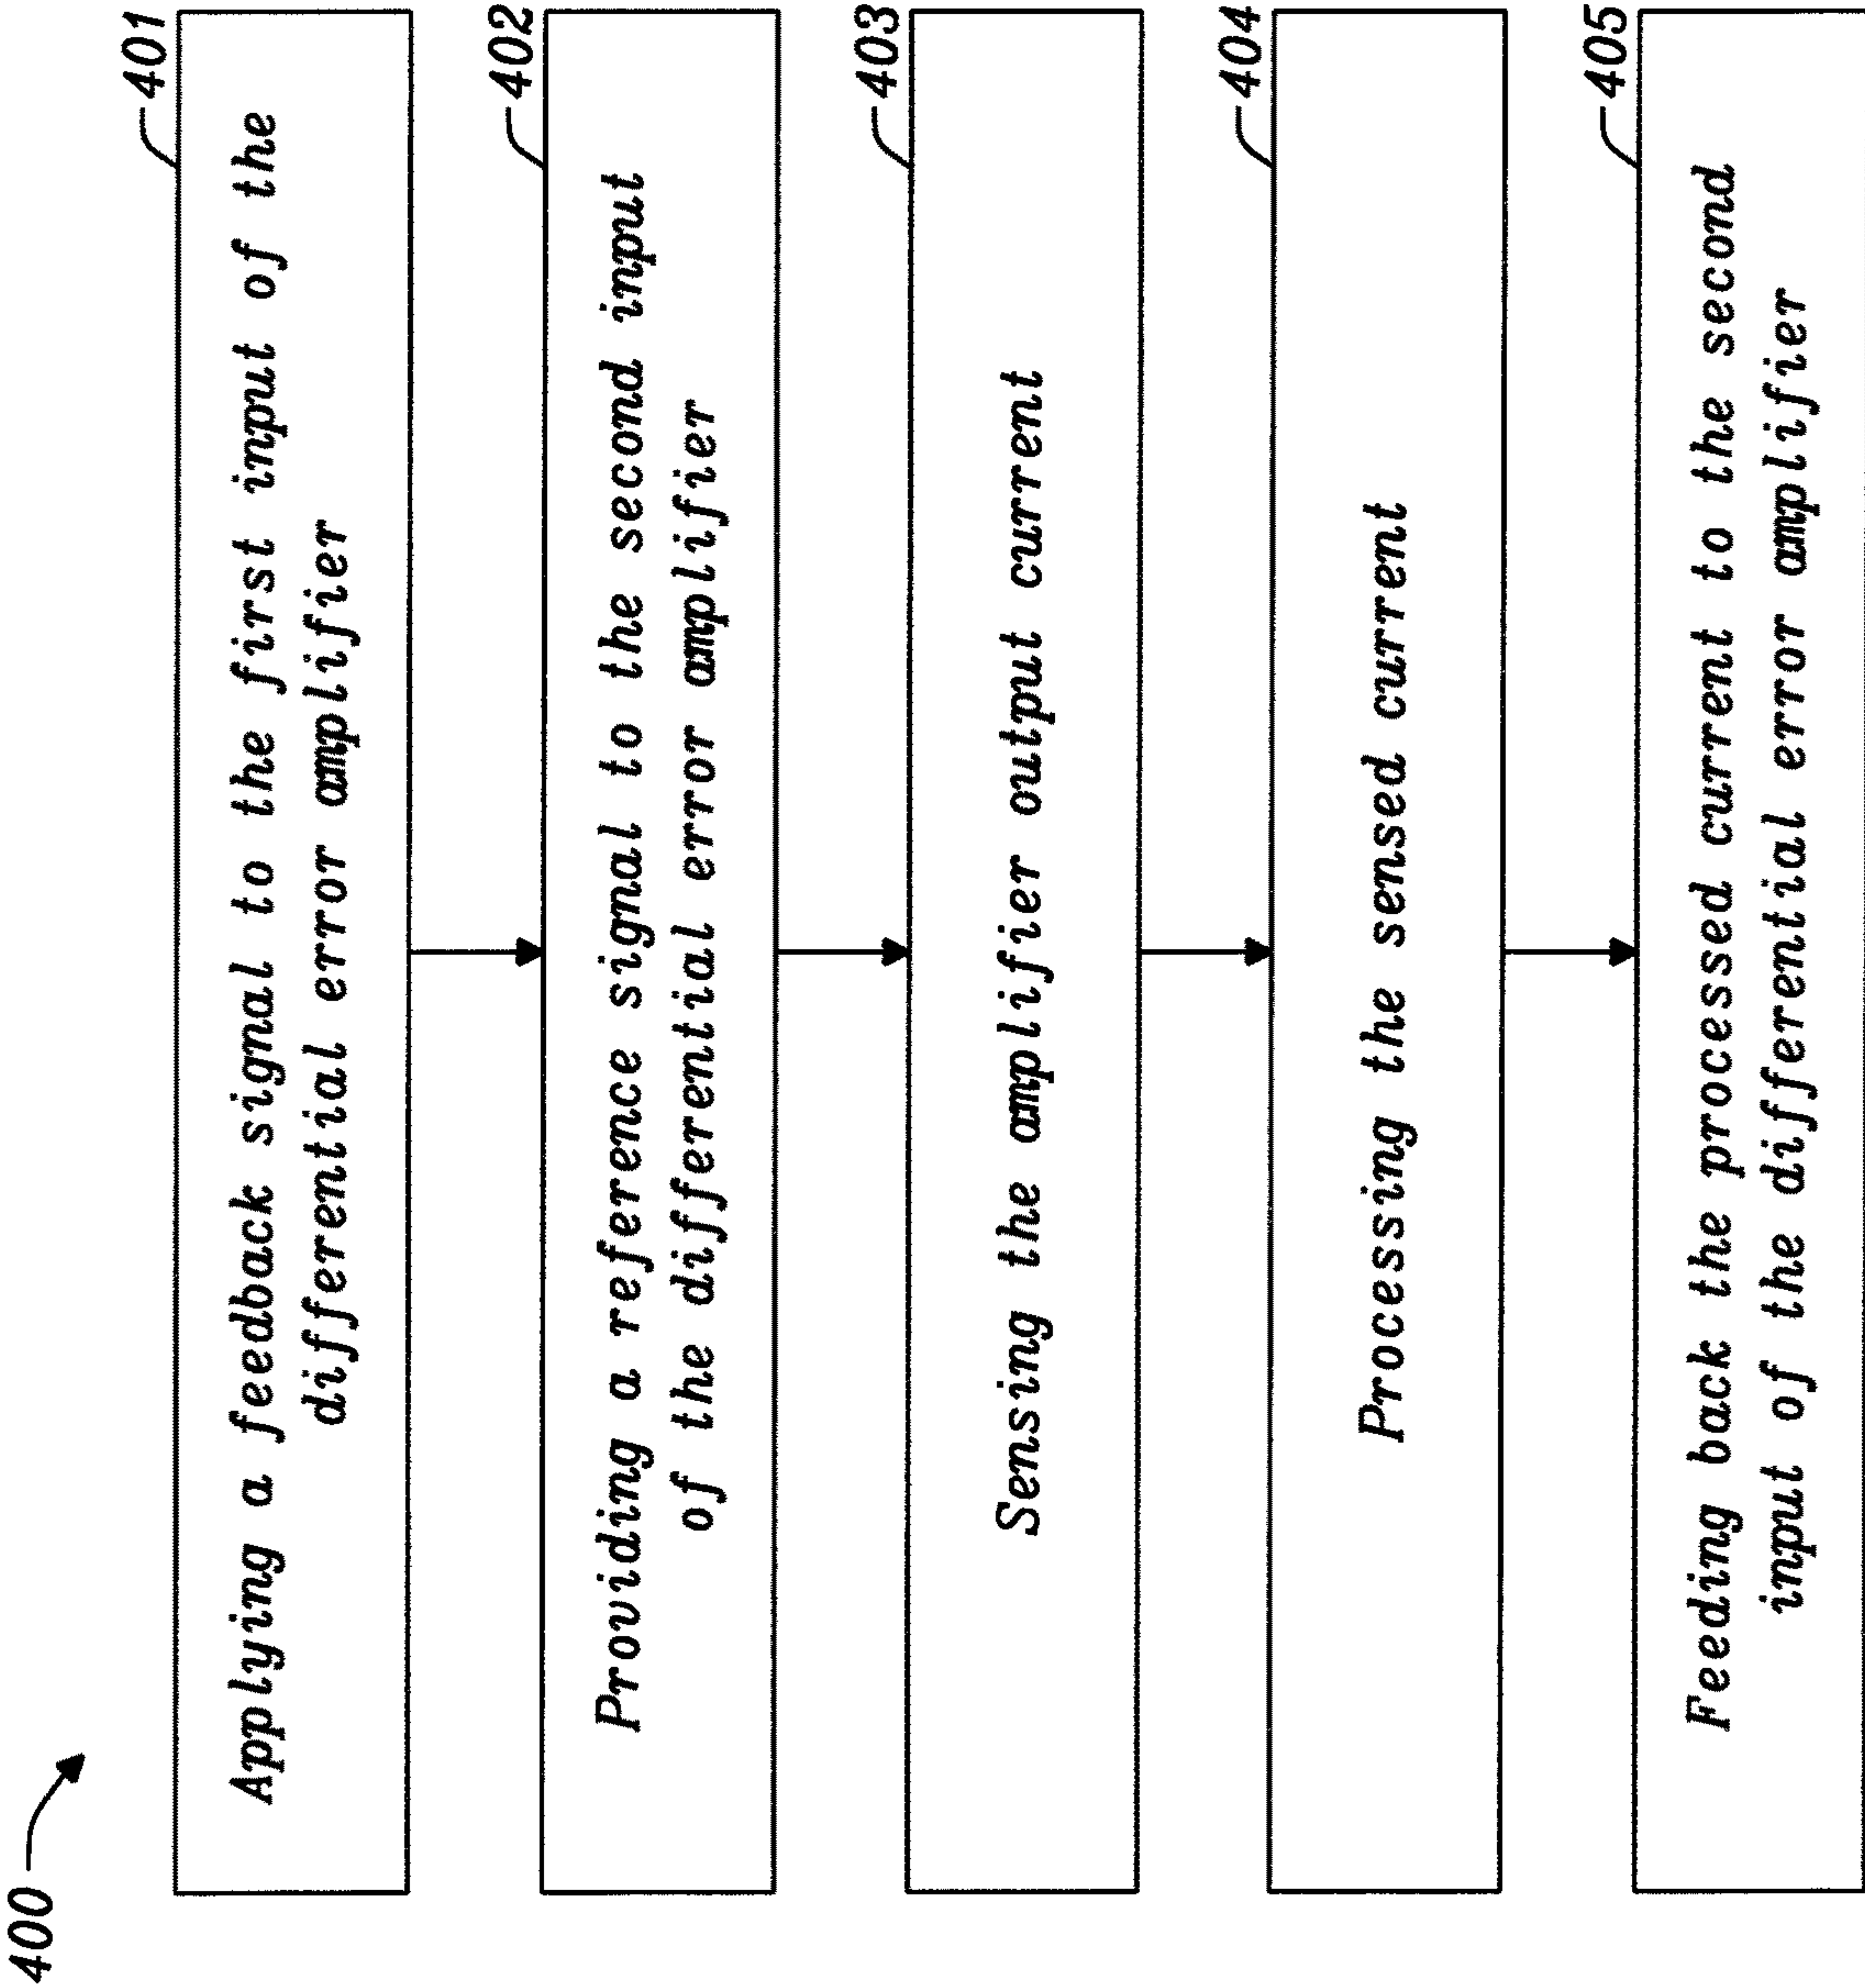 400
401
Applying a feedback signal to the first input of the
differential error amplifier
402
Providing a reference signal to the second input
of the differential error amplifier
403
Sensing the amplifier output current
404
Processing the sensed current
405
Feeding back the processed current to the second
input of the differential error amplifier